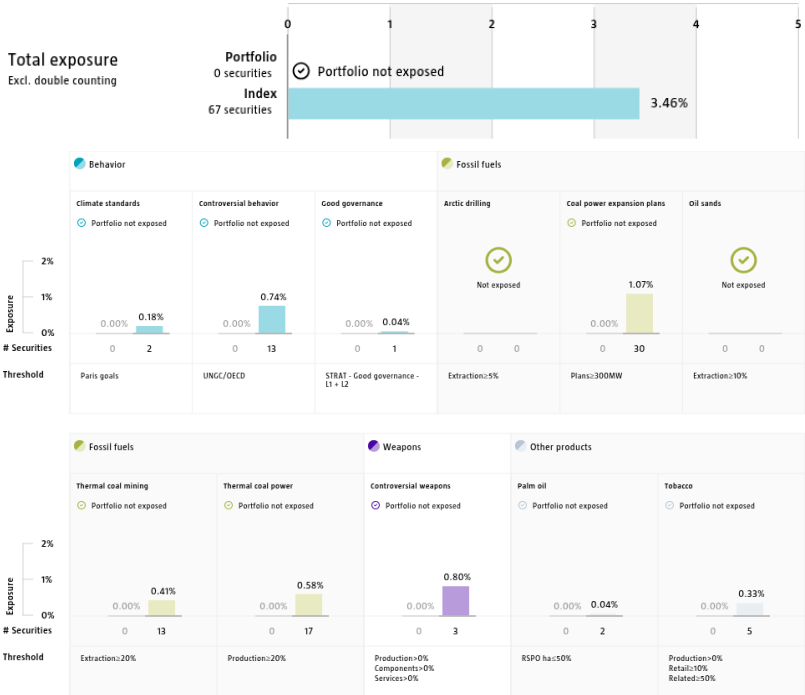 0 1 2 3 4 5
Total exposure
Excl. double counting
Portfolio
0 securities
Portfolio not exposed
Index
67 securities
3.46%
Behavior
Fossil fuels
Climate standards
Controversial behavior
Good governance
Arctic drilling
Coal power expansion plans
Oil sands
Portfolio not exposed
Portfolio not exposed
Portfolio not exposed
Portfolio not exposed
Not exposed
Not exposed
Exposure
2%
1%
0%
0.00% 0.18%
0.00% 0.74%
0.00% 0.04%
0.00% 1.07%
# Securities
0 2
0 13
0 1
0 0
0 30
0 0
Threshold
Paris goals
UNGC/OECD
STRAT - Good governance -
L1 + L2
Extraction≥5%
Plans≥300MW
Extraction≥10%
Fossil fuels
Weapons
Other products
Thermal coal mining
Thermal coal power
Controversial weapons
Palm oil
Tobacco
Portfolio not exposed
Portfolio not exposed
Portfolio not exposed
Portfolio not exposed
Portfolio not exposed
Exposure
2%
1%
0%
0.00% 0.41%
0.00% 0.58%
0.00% 0.80%
0.00% 0.04%
0.00% 0.33%
# Securities
0 13
0 17
0 3
0 2
0 5
Threshold
Extraction≥20%
Production≥20%
Production>0%
Components>0%
Services>0%
RSPO ha≤50%
Production>0%
Retail≥10%
Related≥50%